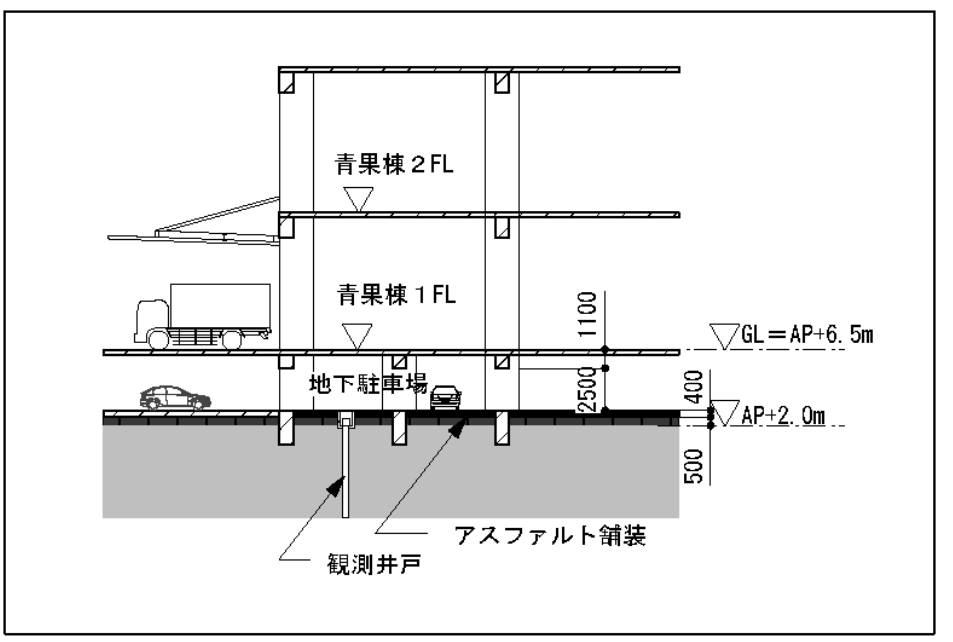 青果棟２FL
青果棟１FL
1100
GL＝AP+6.5m
地下駐車場
2500
400
AP+2.0m
500
アスファルト舗装
観測井戸